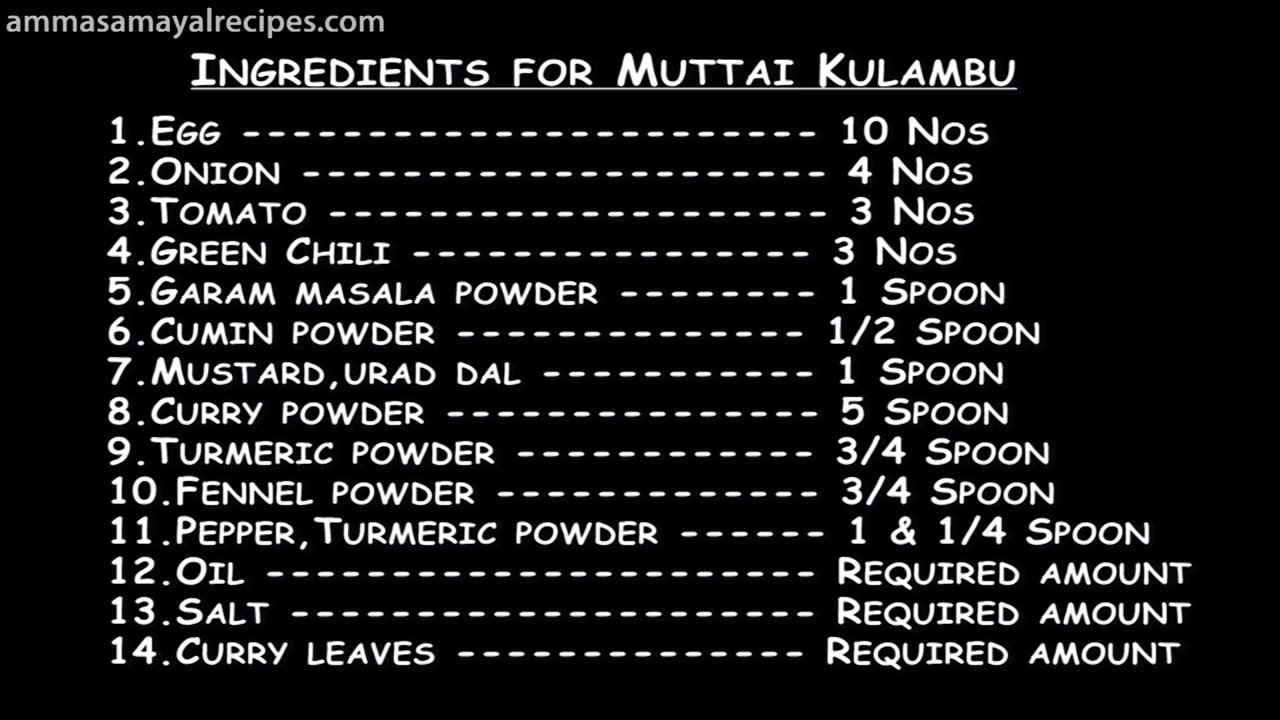 ammasamayalrecipes.com
Ingredients for Muttai Kulambu
1.Egg ----------------------- 10 Nos
2.Onion --------------------- 4 Nos
3.Tomato -------------------- 3 Nos
4.Green Chili ---------------- 3 Nos
5.Garam masala powder -------- 1 Spoon
6.Cumin powder -------------- 1/2 Spoon
7.Mustard,urad dal ----------- 1 Spoon
8.Curry powder --------------- 5 Spoon
9.Turmeric powder ------------ 3/4 Spoon
10.Fennel powder ------------- 3/4 Spoon
11.Pepper,Turmeric powder ------ 1 & 1/4 Spoon
12.Oil ---------------------- Required amount
13.Salt --------------------- Required amount
14.Curry leaves -------------- Required amount